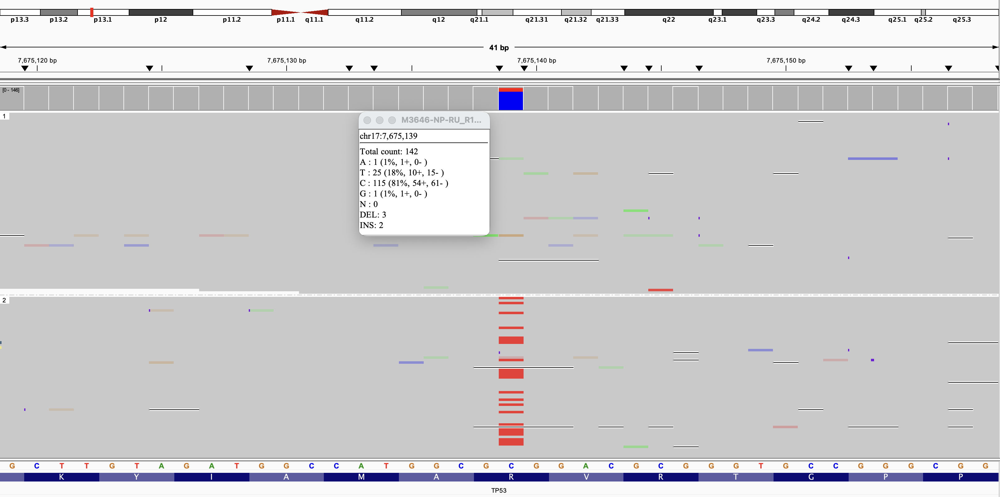 p13.3 p13.2 p13.1 p12 p11.2 p11.1 q11.1 q11.2 q12 q21.1 q21.31 q21.32 q21.33 q22 q23.1 q23.3 q24.2 q24.3 q25.1 q25.2 q25.3
41 bp
7,675,120 bp 7,675,130 bp 7,675,140 bp 7,675,150 bp
[0 - 146]
1
M3646-NP-RU_R1...
chr17:7,675,139
Total count: 142
A : 1 (1%, 1+, 0- )
T : 25 (18%, 10+, 15- )
C : 115 (81%, 54+, 61- )
G : 1 (1%, 1+, 0- )
N : 0
DEL: 3
INS: 2
2
G C T T G T A G A T G G C C A T G G C G C G G A C G C G G G T G C C G G G C G G
K Y I A M A R V R T G P P
TP53